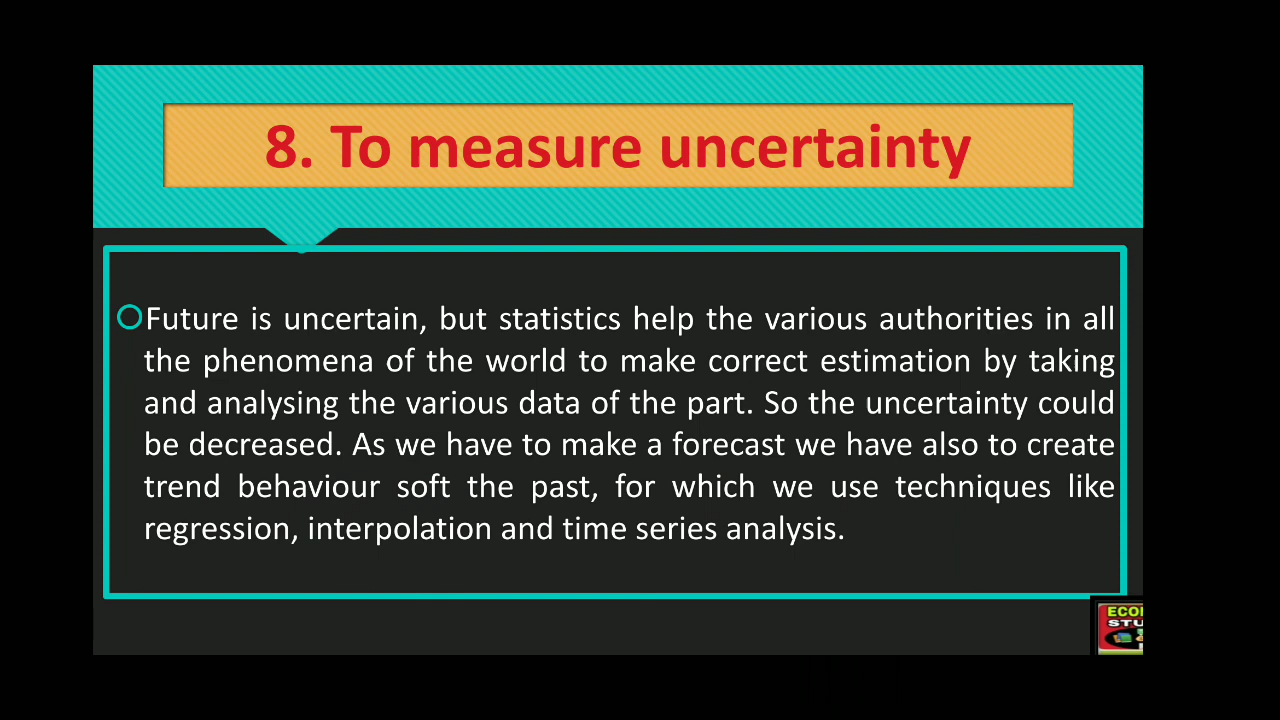 8. To measure uncertainty
Future is uncertain, but statistics help the various authorities in all
the phenomena of the world to make correct estimation by taking
and analysing the various data of the part. So the uncertainty could
be decreased. As we have to make a forecast we have also to create
trend behaviour soft the past, for which we use techniques like
regression, interpolation and time series analysis.